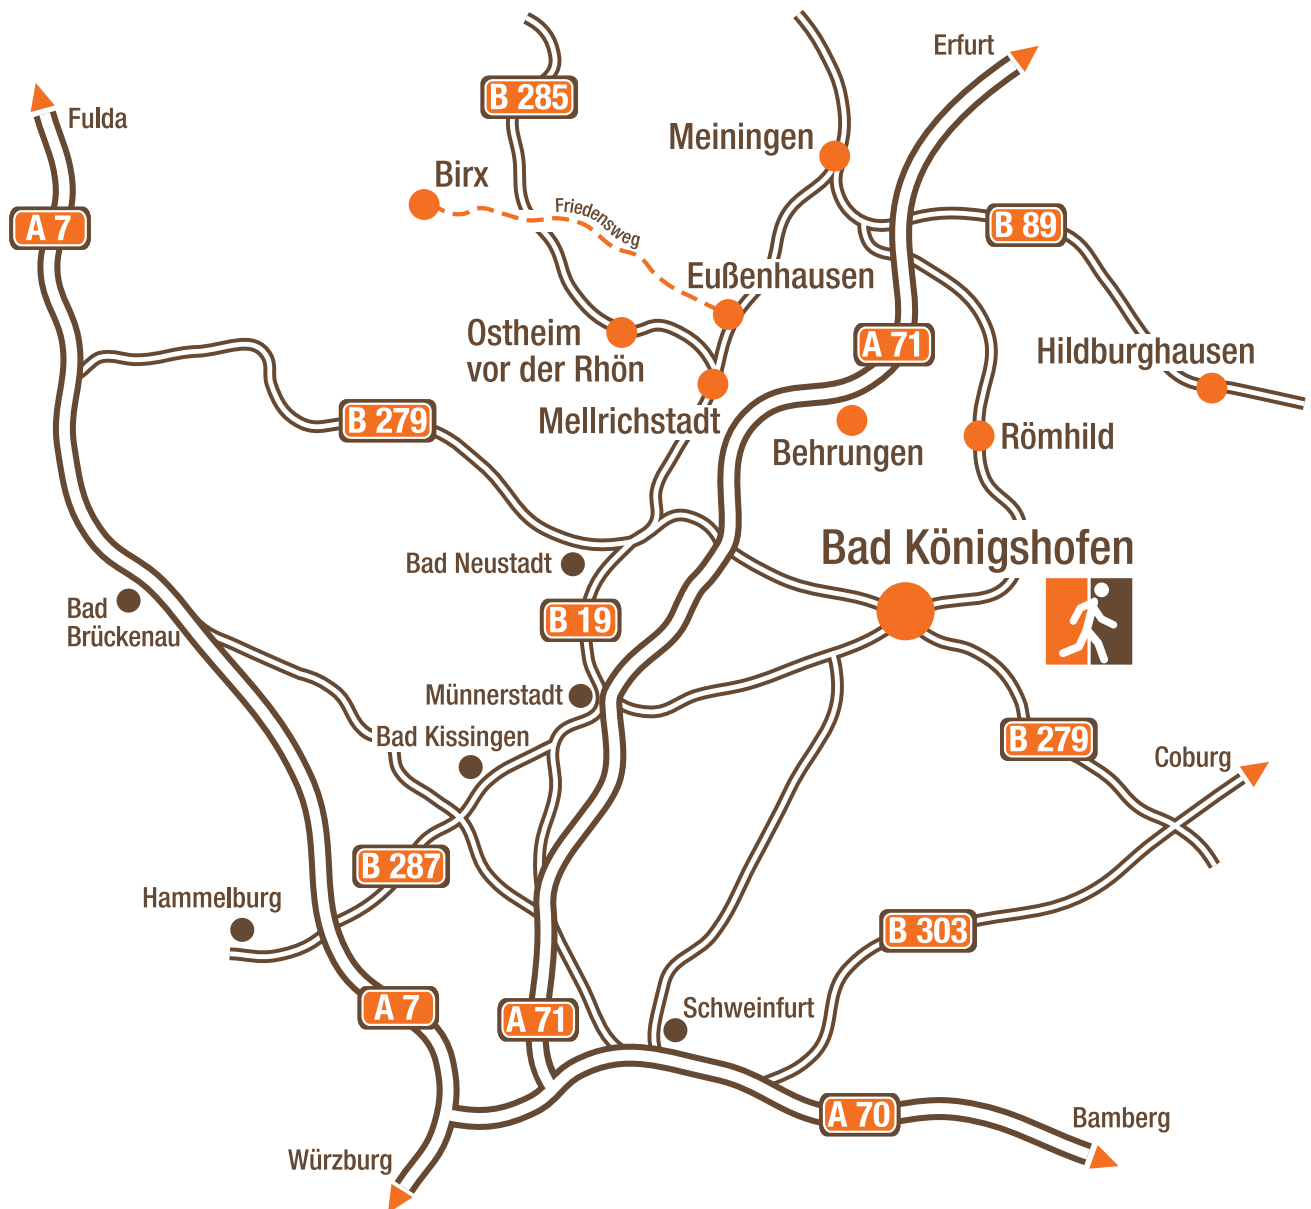 Erfurt
B 285
Fulda
Meiningen
Birx
Friedensweg
A 7
B 89
Eußenhausen
Ostheim
vor der Rhön
A 71
Hildburghausen
B 279
Mellrichstadt
Behrungen
Römhild
Bad Königshofen
Bad Neustadt
Bad
Brückenau
B 19
Münnerstadt
Bad Kissingen
B 279
Coburg
B 287
Hammelburg
B 303
A 7
A 71
Schweinfurt
A 70
Bamberg
Würzburg